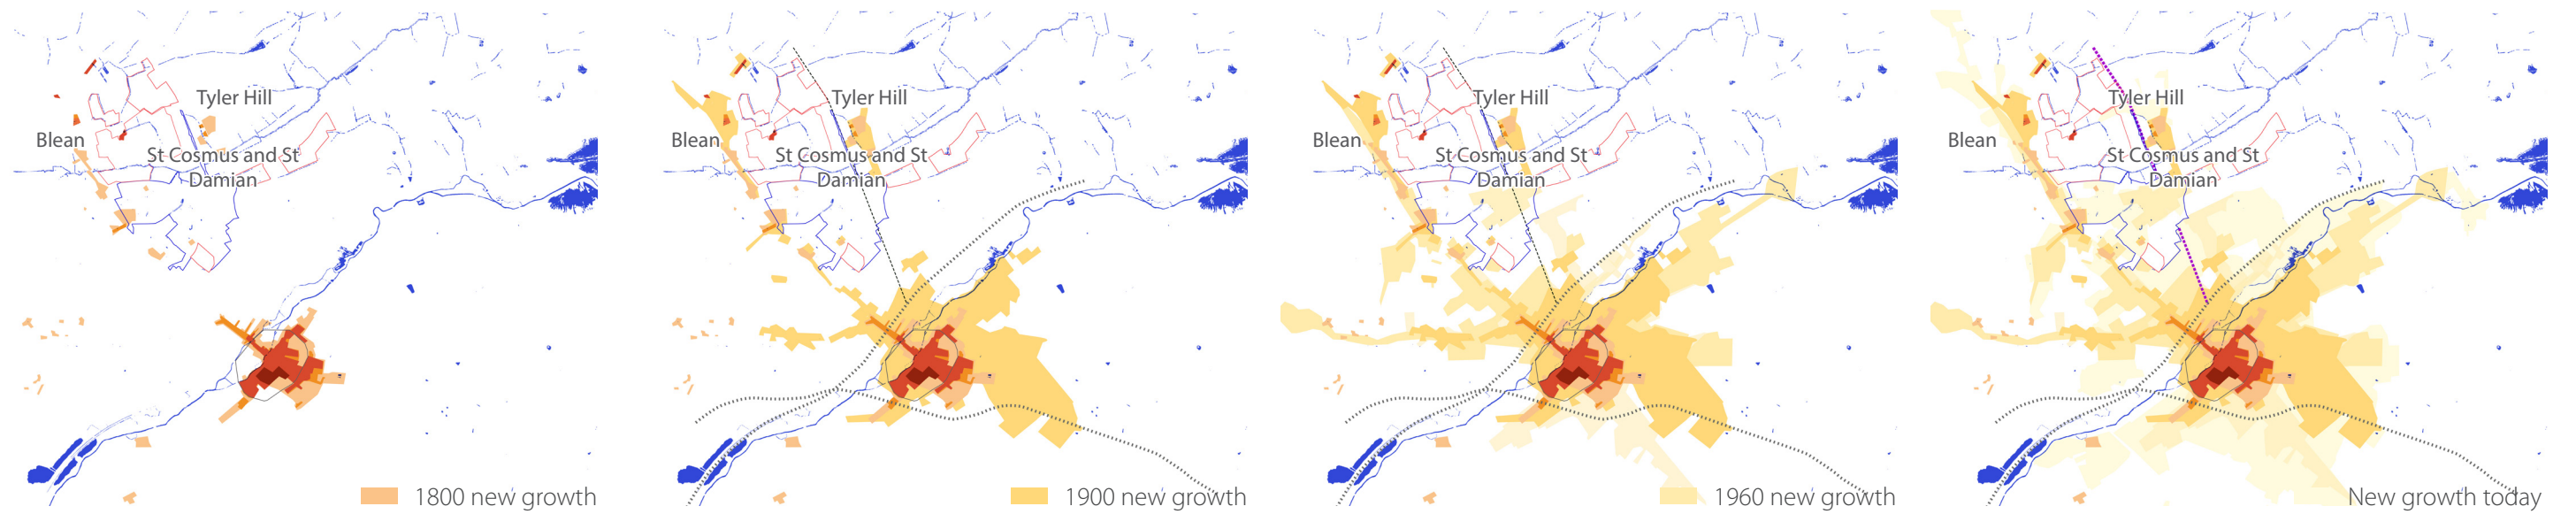 Tyler Hill
Blean
St Cosmus and St
Damian
1800 new growth
Tyler Hill
Blean
St Cosmus and St
Damian
1900 new growth
Tyler Hill
Blean
St Cosmus and St
Damian
1960 new growth
Tyler Hill
Blean
St Cosmus and St
Damian
New growth today